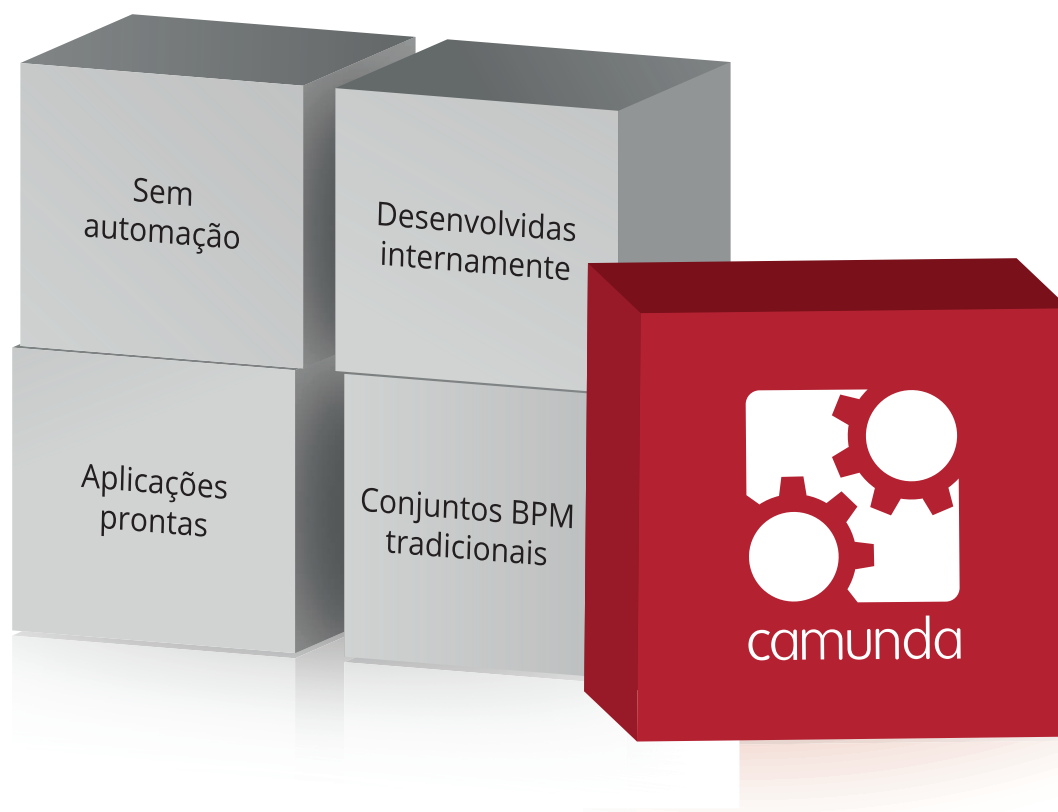 Sem
automação
Desenvolvidas
internamente
Aplicações
prontas
Conjuntos BPM
tradicionais
camunda